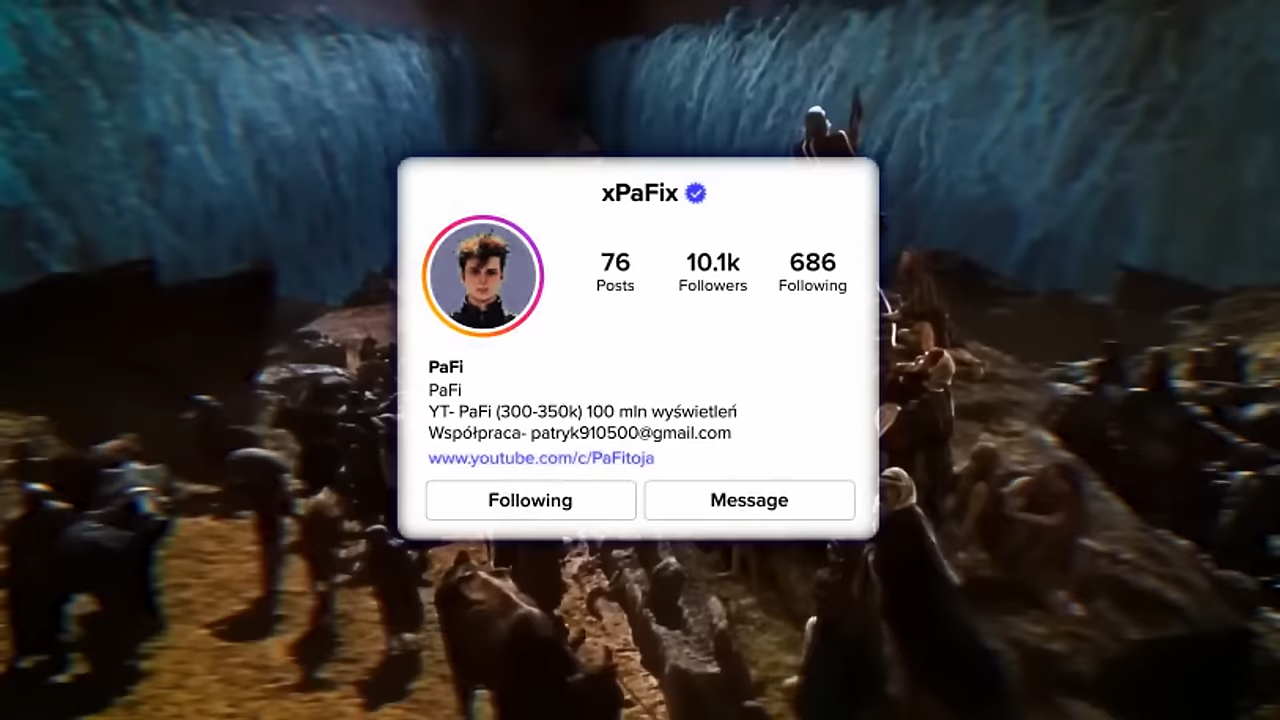 xPaFix
76 10.1k 686
Posts Followers Following
PaFi
PaFi
YT- PaFi (300-350k) 100 mln wyświetleń
Współpraca- patryk910500@gmail.com
www.youtube.com/c/PaFitoja
Following Message